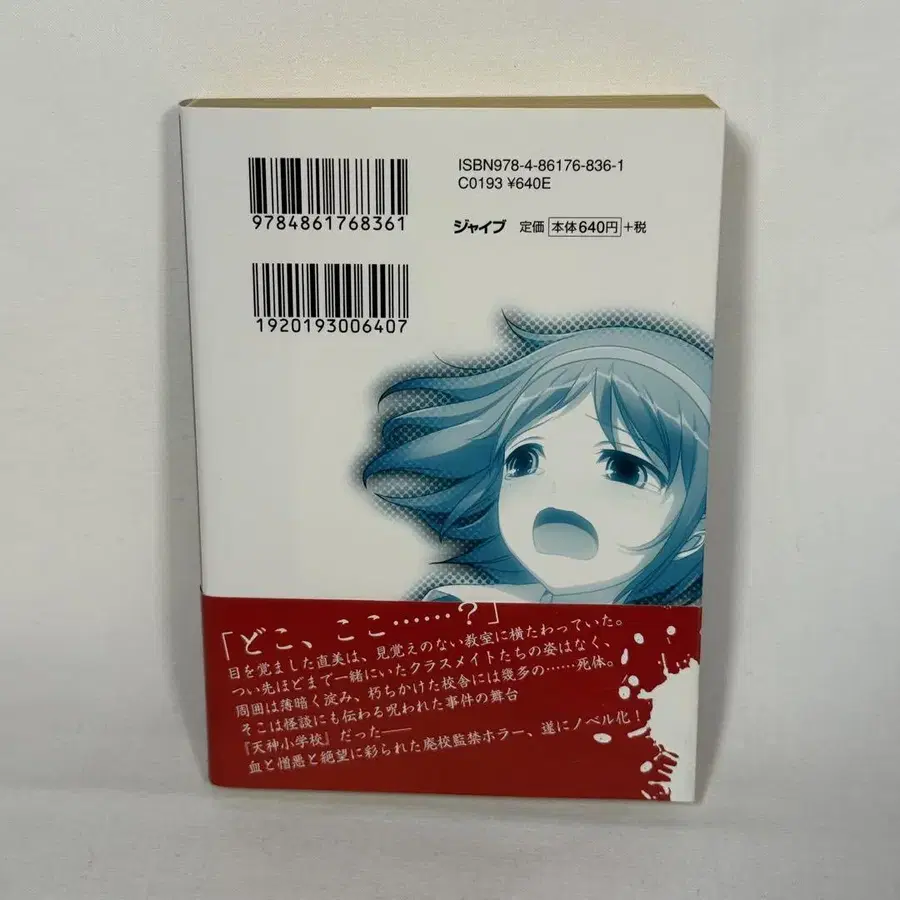 ISBN978-4-86176-836-1
C0193 ¥640E
9784861768361
ジャイブ 定価 本体640円 +税
1920193006407
「どこ、ここ……?」
目を覚ました直美は、見覚えのない教室に横たわっていた。
つい先ほどまで一緒にいたクラスメイトたちの姿はなく、
周囲は薄暗く淀み、朽ちかけた校舎には幾多の……死体。
そこは怪談にも伝わる呪われた事件の舞台
『天神小学校』だった──
血と憎悪と絶望に彩られた廃校監禁ホラー、遂にノベル化!